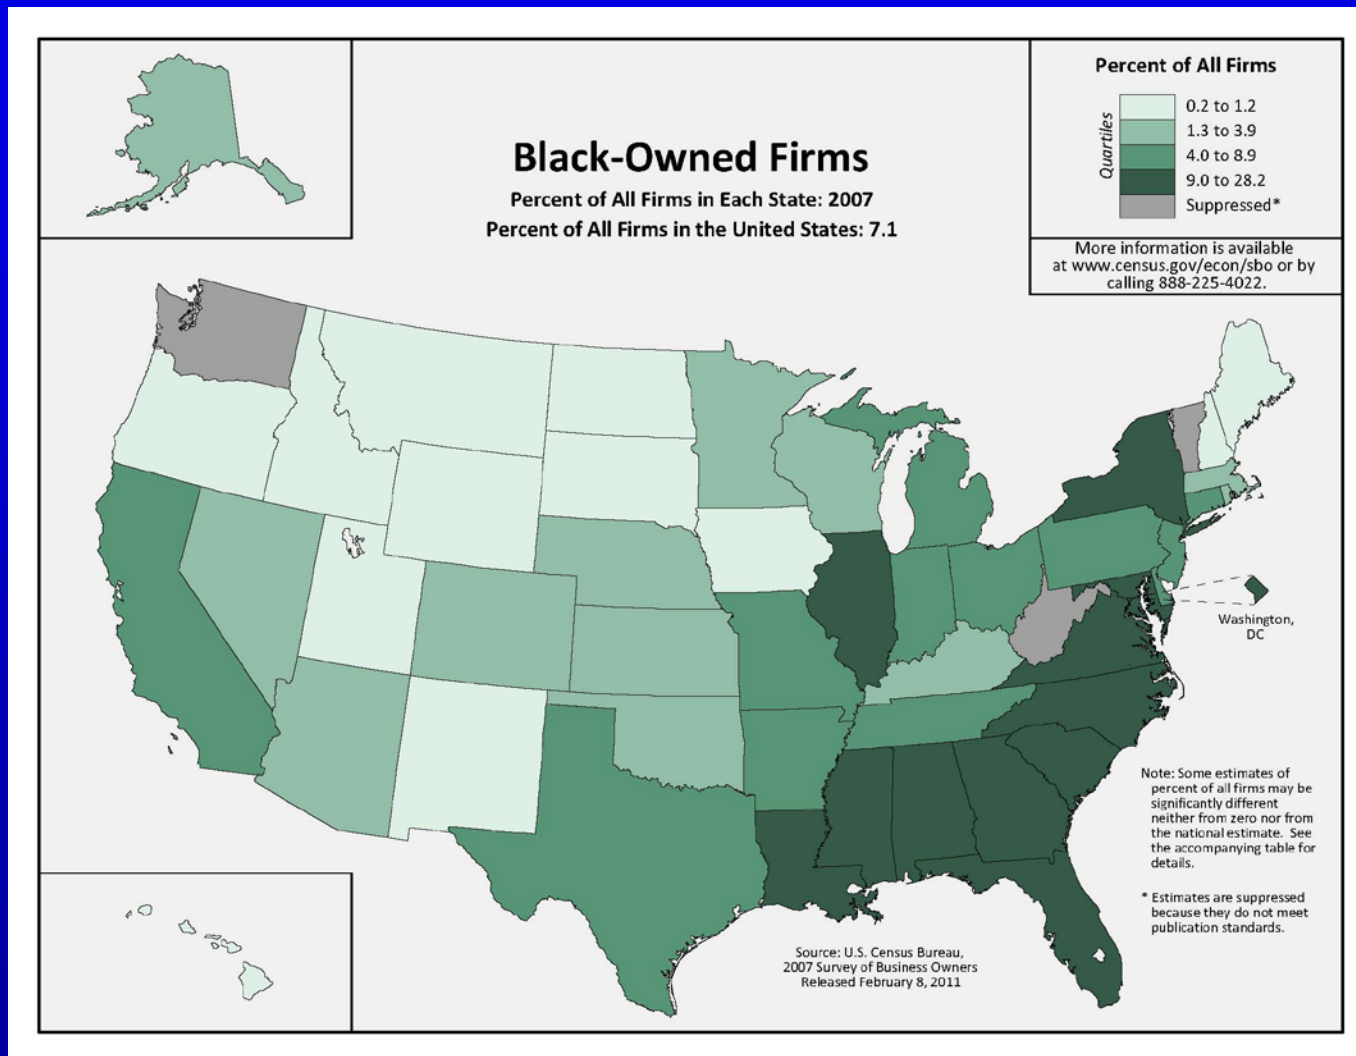 Black-Owned Firms
Percent of All Firms in Each State: 2007
Percent of All Firms in the United States: 7.1
Percent of All Firms
Quartiles
0.2 to 1.2
1.3 to 3.9
4.0 to 8.9
9.0 to 28.2
Suppressed*
More information is available
at www.census.gov/econ/sbo or by
calling 888-225-4022.
Washington,
DC
Note: Some estimates of
percent of all firms may be
significantly different
neither from zero nor from
the national estimate. See
the accompanying table for
details.
* Estimates are suppressed
because they do not meet
publication standards.
Source: U.S. Census Bureau,
2007 Survey of Business Owners
Released February 8, 2011